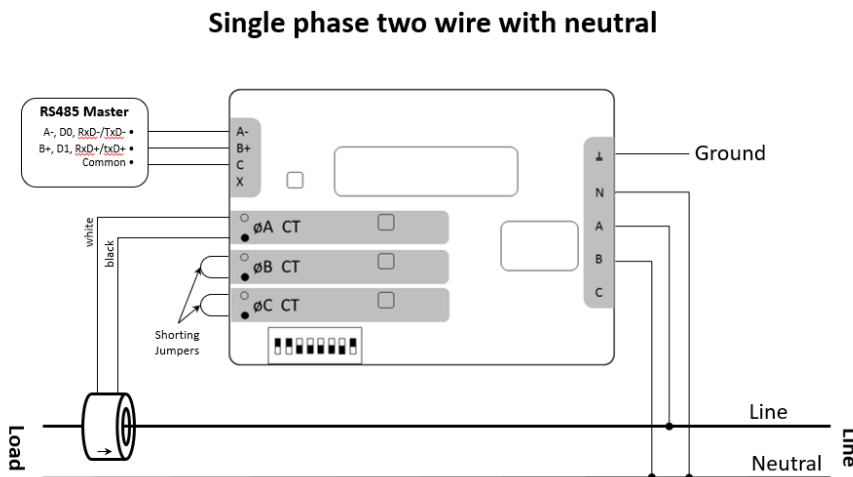 Single phase two wire with neutral
RS485 Master
A-, D0, RxD-/TxD- •
B+, D1, RxD+/txD+ •
Common •
A-
B+
C
X
⏚
N
A
B
C
Ground
white
black
øA CT
øB CT
øC CT
Shorting
Jumpers
Load
Line
Line
Neutral